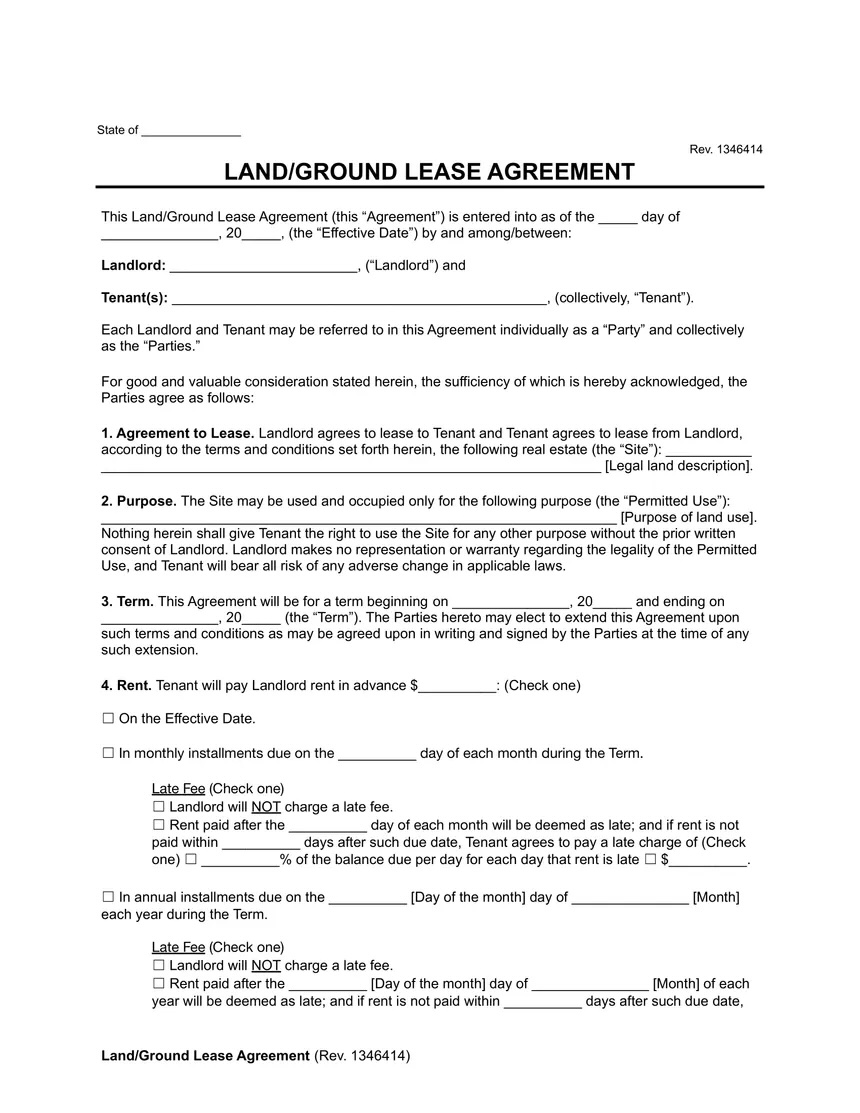 State of _______________
Rev. 1346414
LAND/GROUND LEASE AGREEMENT
This Land/Ground Lease Agreement (this “Agreement”) is entered into as of the _____ day of
_______________, 20_____, (the “Effective Date”) by and among/between:
Landlord: ________________________, (“Landlord”) and
Tenant(s): ________________________________________________, (collectively, “Tenant”).
Each Landlord and Tenant may be referred to in this Agreement individually as a “Party” and collectively
as the “Parties.”
For good and valuable consideration stated herein, the sufficiency of which is hereby acknowledged, the
Parties agree as follows:
1. Agreement to Lease. Landlord agrees to lease to Tenant and Tenant agrees to lease from Landlord,
according to the terms and conditions set forth herein, the following real estate (the “Site”): ___________
________________________________________________________________ [Legal land description].
2. Purpose. The Site may be used and occupied only for the following purpose (the “Permitted Use”):
__________________________________________________________________ [Purpose of land use].
Nothing herein shall give Tenant the right to use the Site for any other purpose without the prior written
consent of Landlord. Landlord makes no representation or warranty regarding the legality of the Permitted
Use, and Tenant will bear all risk of any adverse change in applicable laws.
3. Term. This Agreement will be for a term beginning on _______________, 20_____ and ending on
_______________, 20_____ (the “Term”). The Parties hereto may elect to extend this Agreement upon
such terms and conditions as may be agreed upon in writing and signed by the Parties at the time of any
such extension.
4. Rent. Tenant will pay Landlord rent in advance $__________: (Check one)
☐ On the Effective Date.
☐ In monthly installments due on the __________ day of each month during the Term.
Late Fee (Check one)
☐ Landlord will NOT charge a late fee.
☐ Rent paid after the __________ day of each month will be deemed as late; and if rent is not
paid within __________ days after such due date, Tenant agrees to pay a late charge of (Check
one) ☐ __________% of the balance due per day for each day that rent is late ☐ $__________.
☐ In annual installments due on the __________ [Day of the month] day of _______________ [Month]
each year during the Term.
Late Fee (Check one)
☐ Landlord will NOT charge a late fee.
☐ Rent paid after the __________ [Day of the month] day of _______________ [Month] of each
year will be deemed as late; and if rent is not paid within __________ days after such due date,
Land/Ground Lease Agreement (Rev. 1346414)